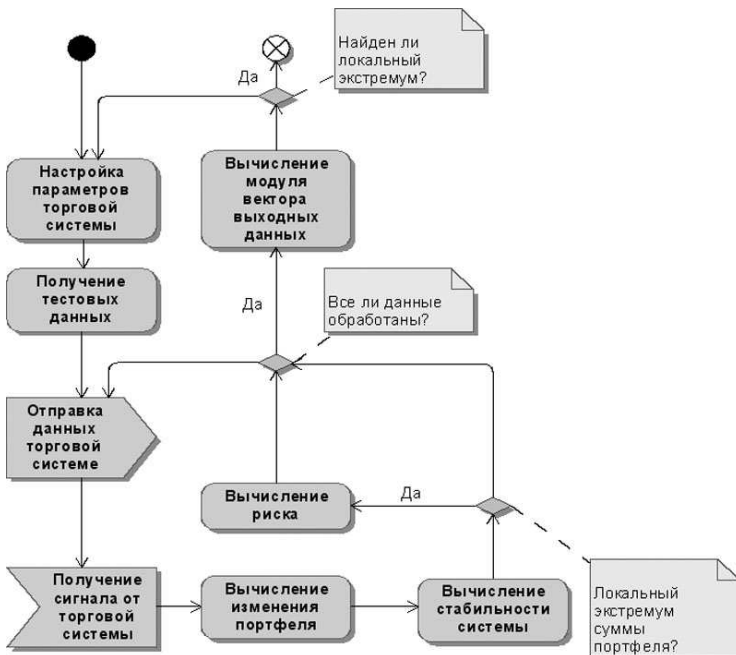 Найден ли
локальный
экстремум?
Да
Настройка
параметров
торговой
системы
Вычисление
модуля
вектора
выходных
данных
Получение
тестовых
данных
Да
Все ли данные
обработаны?
Отправка
данных
торговой
системе
Вычисление
риска
Да
Получение
сигнала от
торговой
системы
Вычисление
изменения
портфеля
Вычисление
стабильности
системы
Локальный
экстремум
суммы
портфеля?